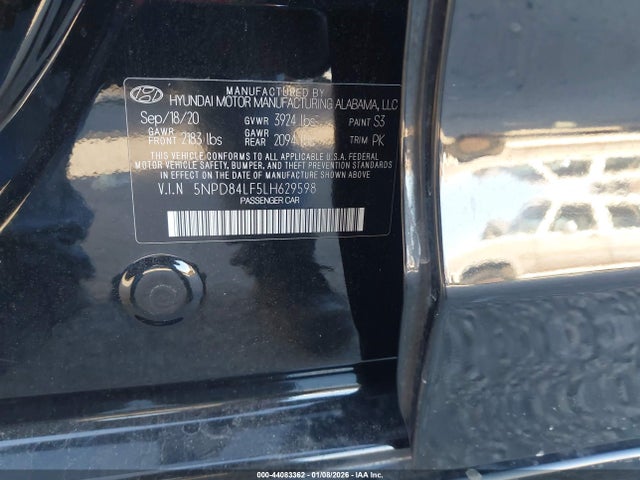 MANUFACTURED BY
HYUNDAI MOTOR MANUFACTURING ALABAMA, LLC
Sep/18/20 GVWR 3924 lbs PAINT S3
GAWR FRONT 2183 lbs GAWR REAR 2094 lbs TRIM PK
THIS VEHICLE CONFORMS TO ALL APPLICABLE U.S.A. FEDERAL
MOTOR VEHICLE SAFETY, BUMPER, AND THEFT PREVENTION
STANDARDS IN EFFECT ON THE DATE OF MANUFACTURE SHOWN ABOVE.
V.I.N 5NPD84LF5LH629598
PASSENGER CAR
000-44083362 - 01/08/2026 - IAA Inc.